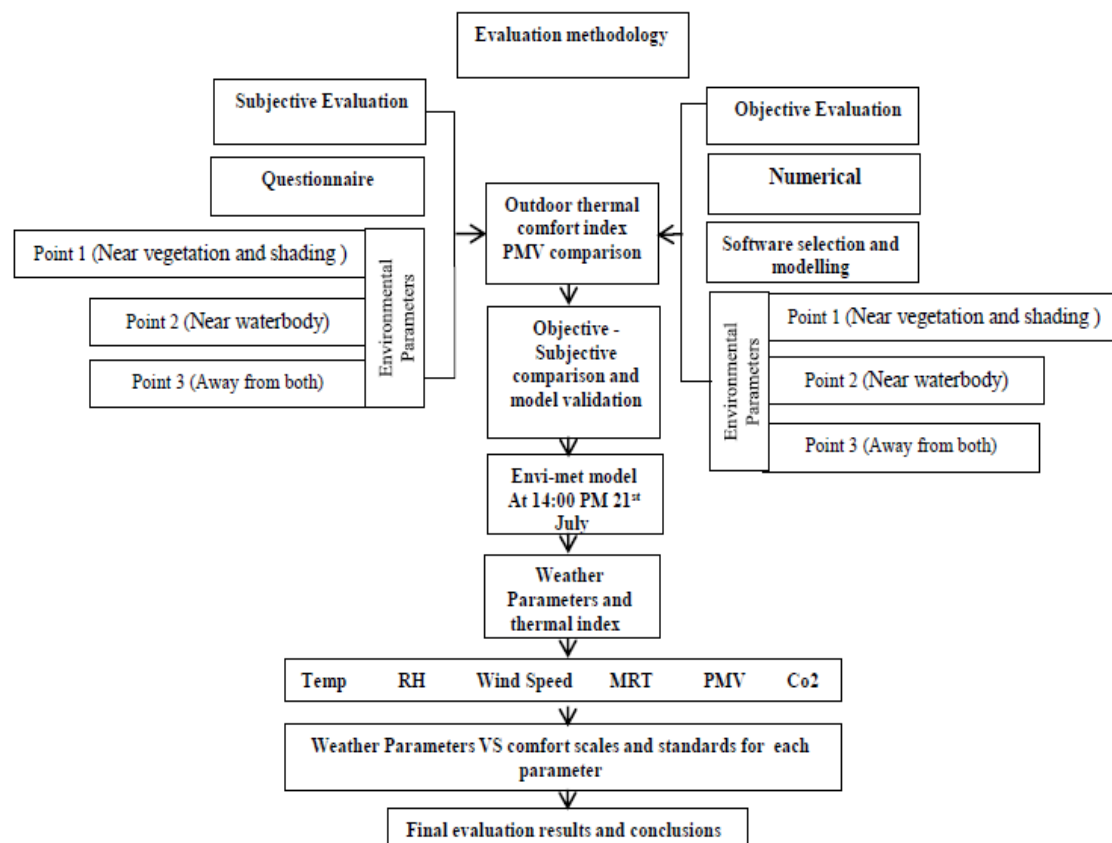 Evaluation methodology
Subjective Evaluation
Objective Evaluation
Questionnaire
Numerical
Outdoor thermal
comfort index
PMV comparison
Software selection and
modelling
Point 1 (Near vegetation and shading )
Point 2 (Near waterbody)
Point 3 (Away from both)
Environmental
Parameters
Environmental
Parameters
Point 1 (Near vegetation and shading )
Point 2 (Near waterbody)
Point 3 (Away from both)
Objective -
Subjective
comparison and
model validation
Envi-met model
At 14:00 PM 21st
July
Weather
Parameters and
thermal index
Temp RH Wind Speed MRT PMV Co2
Weather Parameters VS comfort scales and standards for each
parameter
Final evaluation results and conclusions